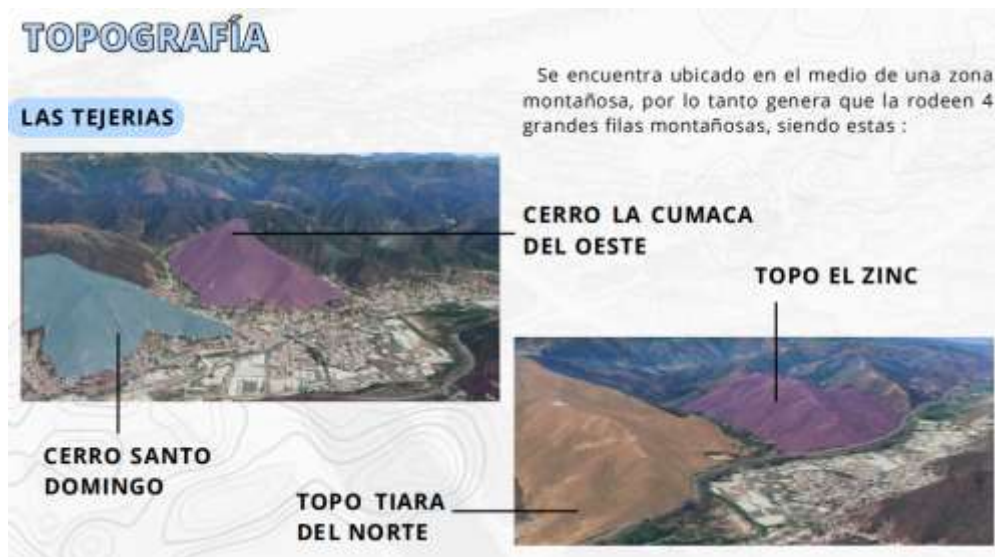 TOPOGRAFÍA
LAS TEJERIAS
Se encuentra ubicado en el medio de una zona
montañosa, por lo tanto genera que la rodeen 4
grandes filas montañosas, siendo estas :
CERRO LA CUMACA
DEL OESTE
TOPO EL ZINC
CERRO SANTO
DOMINGO
TOPO TIARA
DEL NORTE